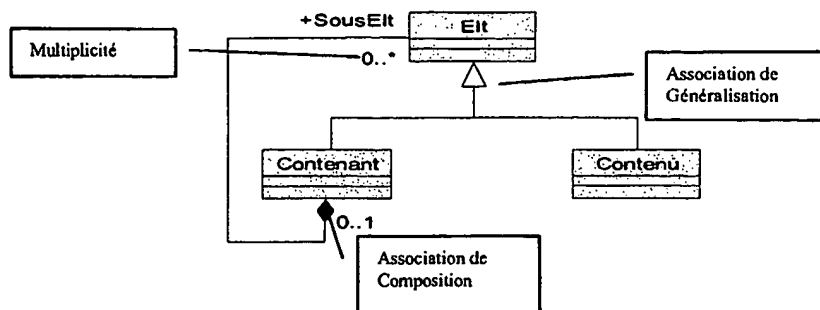 +SousElt
Elt
Multiplicité
0..*
Association de
Généralisation
Contenant
Contenu
0..1
Association de
Composition